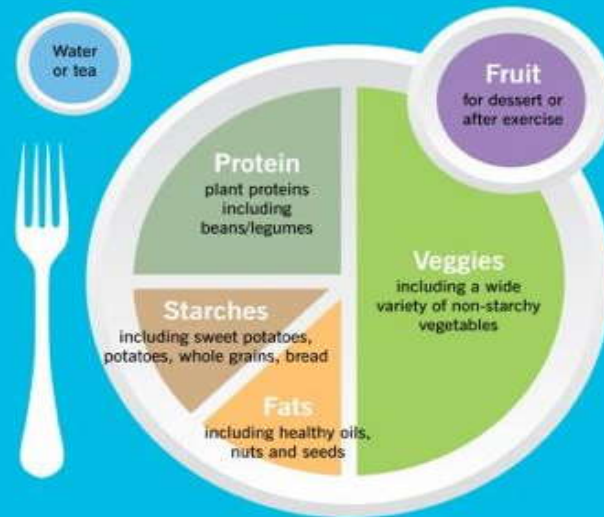 Water
or tea
Fruit
for dessert or
after exercise
Protein
plant proteins
including
beans/legumes
Veggies
including a wide
variety of non-starchy
vegetables
Starches
including sweet potatoes,
potatoes, whole grains, bread
Fats
including healthy oils,
nuts and seeds